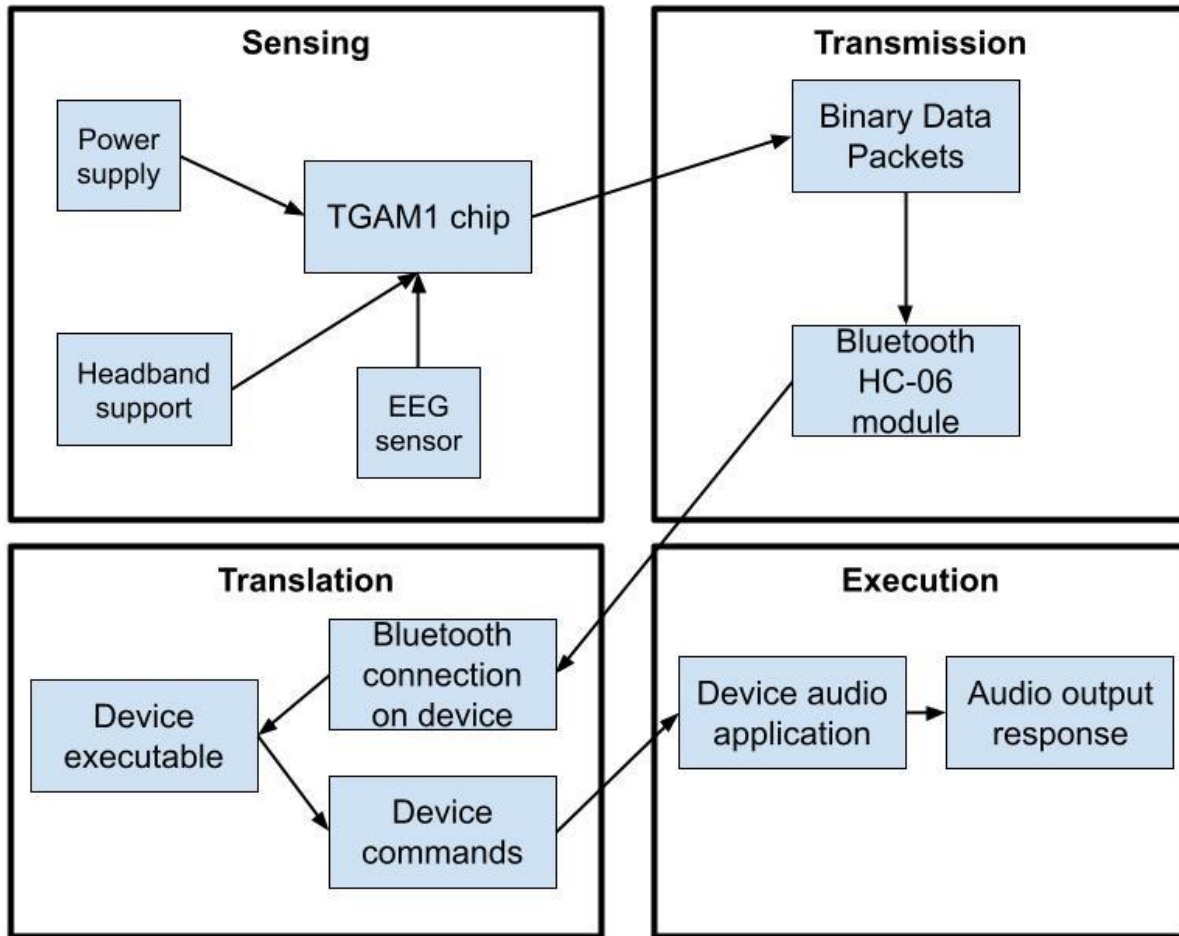 Sensing
Power
supply
TGAM1 chip
Headband
support
EEG
sensor
Transmission
Binary Data
Packets
Bluetooth
HC-06
module
Translation
Bluetooth
connection
on device
Device
executable
Device
commands
Execution
Device audio
application
Audio output
response